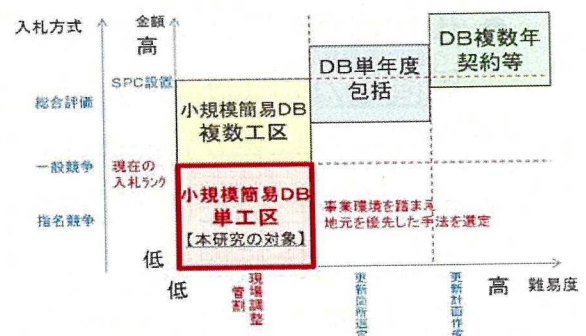 入札方式
金額
高
SPC設置
総合評価
一般競争
現在の
入札ランク
指名競争
低
DB複数年
契約等
DB単年度
包括
小規模簡易DB
複数工区
小規模簡易DB
単工区
【本研究の対象】
事業環境を踏まえ
地元を優先した手法を選定
低
高
難易度
現場調整
管割
更新箇所選定
更新計画作成